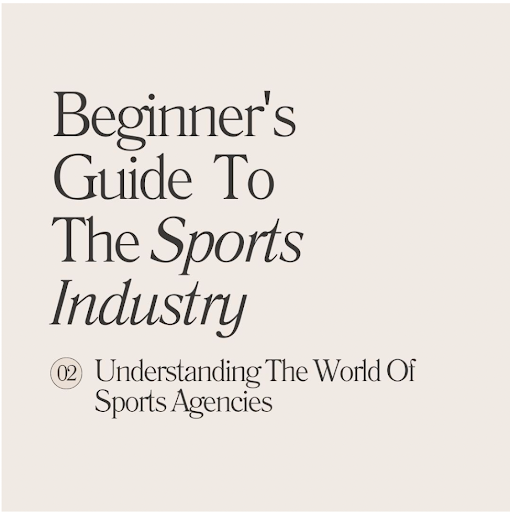 Beginner's
Guide To
The Sports
Industry
02 Understanding The World Of
Sports Agencies